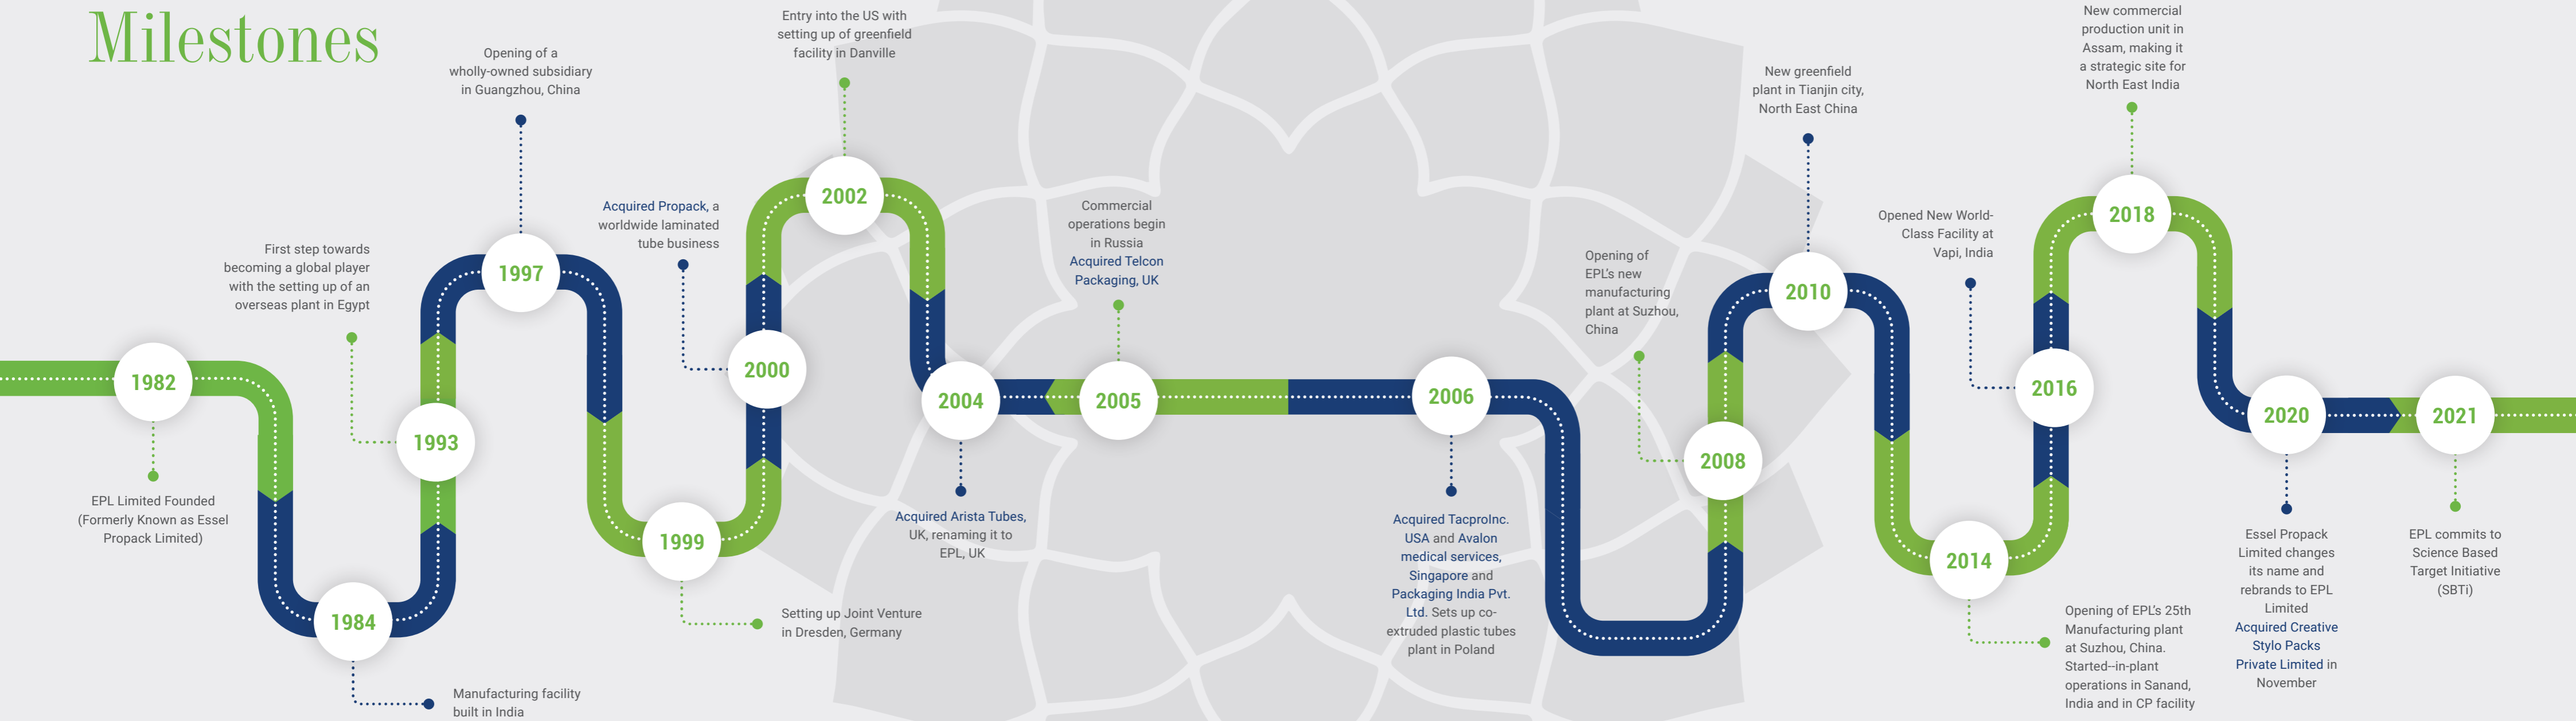 Milestones
1982
EPL Limited Founded
(Formerly Known as Essel
Propack Limited)
1984
Manufacturing facility
built in India
First step towards
becoming a global player
with the setting up of an
overseas plant in Egypt
1993
Opening of a
wholly-owned subsidiary
in Guangzhou, China
1997
1999
Setting up Joint Venture
in Dresden, Germany
Acquired Propack, a
worldwide laminated
tube business
2000
Entry into the US with
setting up of greenfield
facility in Danville
2002
2004
Acquired Arista Tubes,
UK, renaming it to
EPL, UK
Commercial
operations begin
in Russia
Acquired Telcon
Packaging, UK
2005
2006
Acquired TacproInc.
USA and Avalon
medical services,
Singapore and
Packaging India Pvt.
Ltd. Sets up co-
extruded plastic tubes
plant in Poland
Opening of
EPL's new
manufacturing
plant at Suzhou,
China
2008
New greenfield
plant in Tianjin city,
North East China
2010
2014
Opening of EPL's 25th
Manufacturing plant
at Suzhou, China.
Started--in-plant
operations in Sanand,
India and in CP facility
Opened New World-
Class Facility at
Vapi, India
2016
New commercial
production unit in
Assam, making it
a strategic site for
North East India
2018
2020
Essel Propack
Limited changes
its name and
rebrands to EPL
Limited
Acquired Creative
Stylo Packs
Private Limited in
November
2021
EPL commits to
Science Based
Target Initiative
(SBTi)